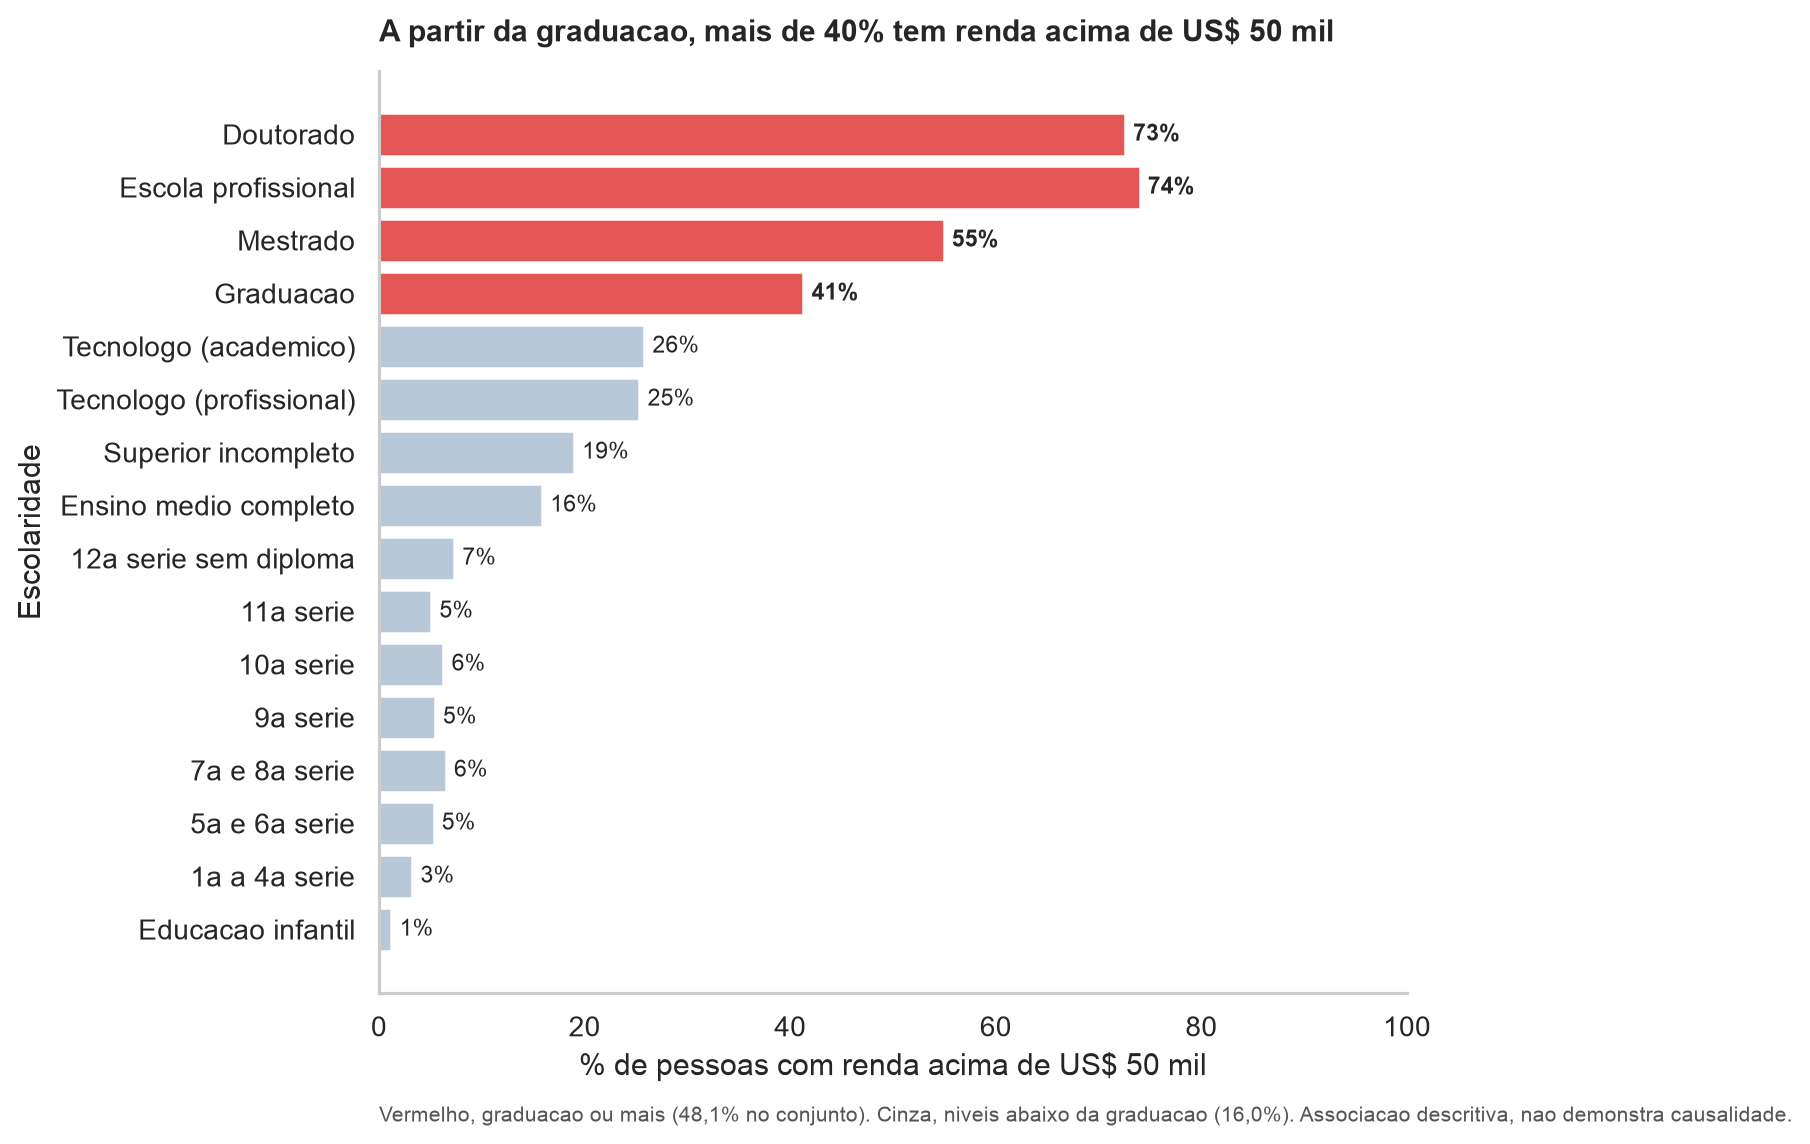 A partir da graduacao, mais de 40% tem renda acima de US$ 50 mil
Doutorado 73%
Escola profissional 74%
Mestrado 55%
Graduacao 41%
Tecnologo (academico) 26%
Tecnologo (profissional) 25%
Superior incompleto 19%
Ensino medio completo 16%
12a serie sem diploma 7%
11a serie 5%
10a serie 6%
9a serie 5%
7a e 8a serie 6%
5a e 6a serie 5%
1a a 4a serie 3%
Educacao infantil 1%
Escolaridade
0 20 40 60 80 100
% de pessoas com renda acima de US$ 50 mil
Vermelho, graduacao ou mais (48,1% no conjunto). Cinza, niveis abaixo da graduacao (16,0%). Associacao descritiva, nao demonstra causalidade.